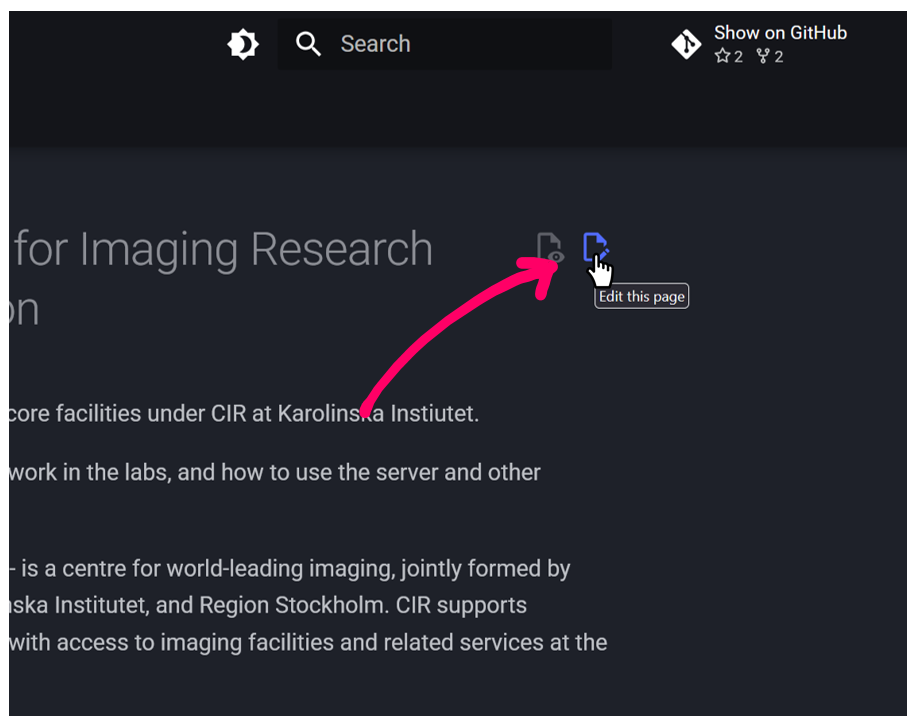 Search
Show on GitHub
2 2
for Imaging Research
on
Edit this page
core facilities under CIR at Karolinska Instiutet.
work in the labs, and how to use the server and other
- is a centre for world-leading imaging, jointly formed by
nska Institutet, and Region Stockholm. CIR supports
with access to imaging facilities and related services at the